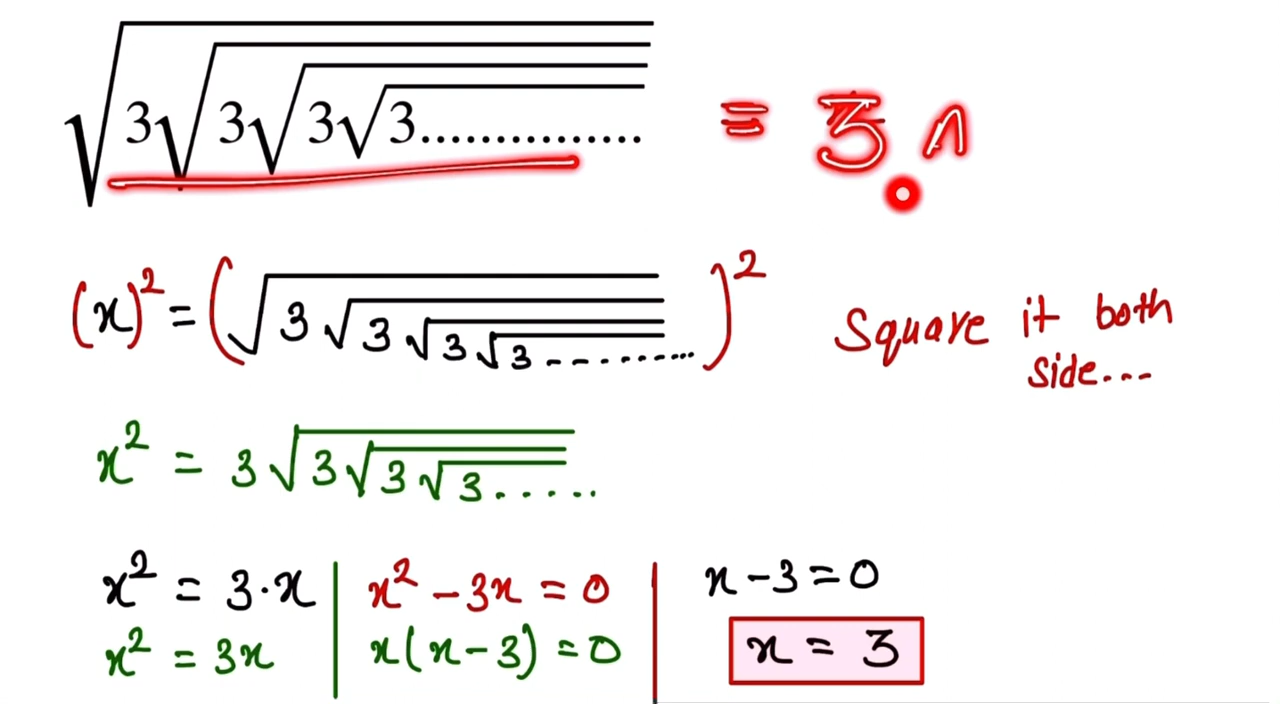 √3√3√3√3............... = 3 ∩
(x)² = (√3√3√3√3 - - ........)² Square it both
side...
x² = 3√3√3√3......
x² = 3·x | x² - 3x = 0 | x - 3 = 0
x² = 3x | x(x - 3) = 0 | x = 3